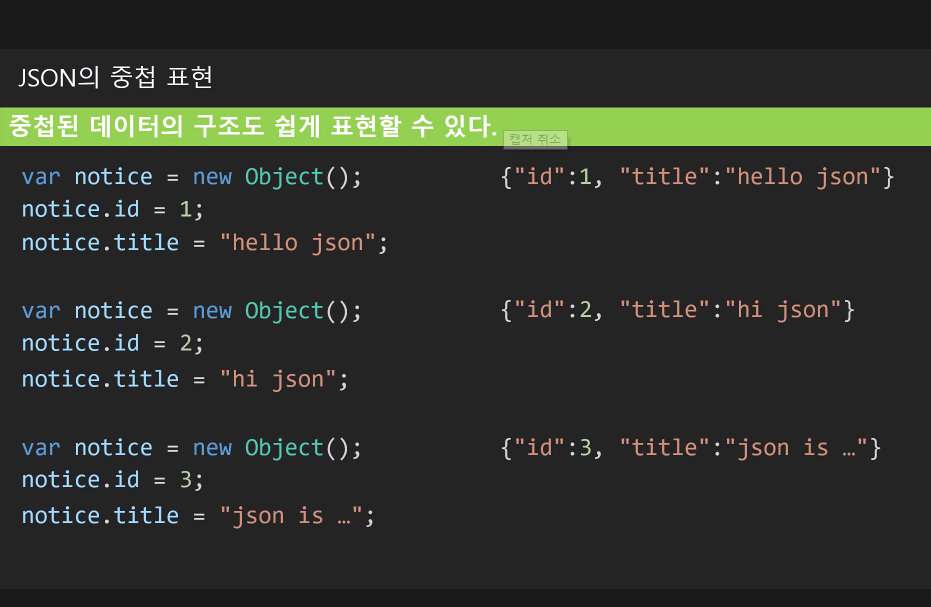 JSON의 중첩 표현
중첩된 데이터의 구조도 쉽게 표현할 수 있다.
캡처 취소
var notice = new Object();
notice.id = 1;
notice.title = "hello json";
{"id":1, "title":"hello json"}
var notice = new Object();
notice.id = 2;
notice.title = "hi json";
{"id":2, "title":"hi json"}
var notice = new Object();
notice.id = 3;
notice.title = "json is …";
{"id":3, "title":"json is …"}